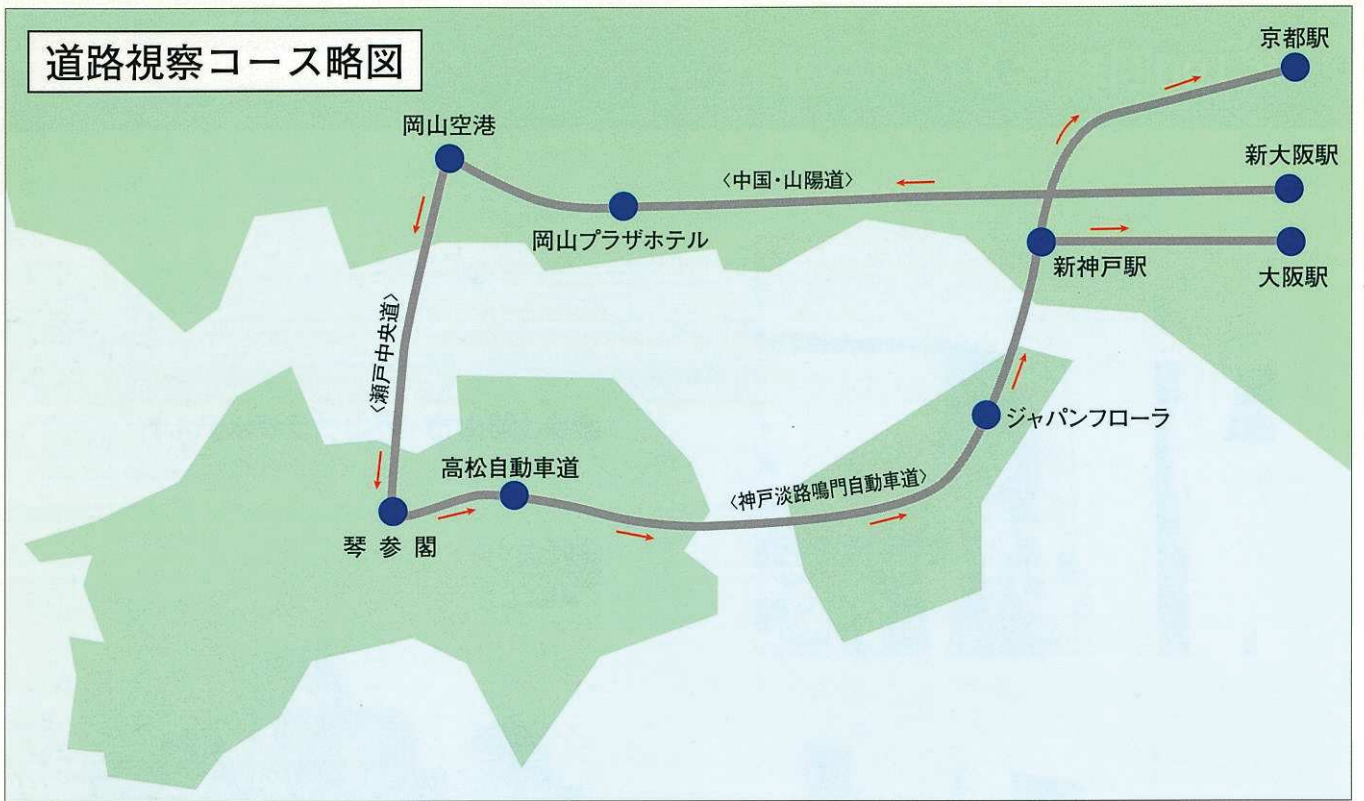 道路視察コース略図
京都駅
岡山空港
新大阪駅
〈中国・山陽道〉
岡山プラザホテル
新神戸駅
大阪駅
〈瀬戸中央道〉
ジャパンフローラ
高松自動車道
〈神戸淡路鳴門自動車道〉
琴参閣